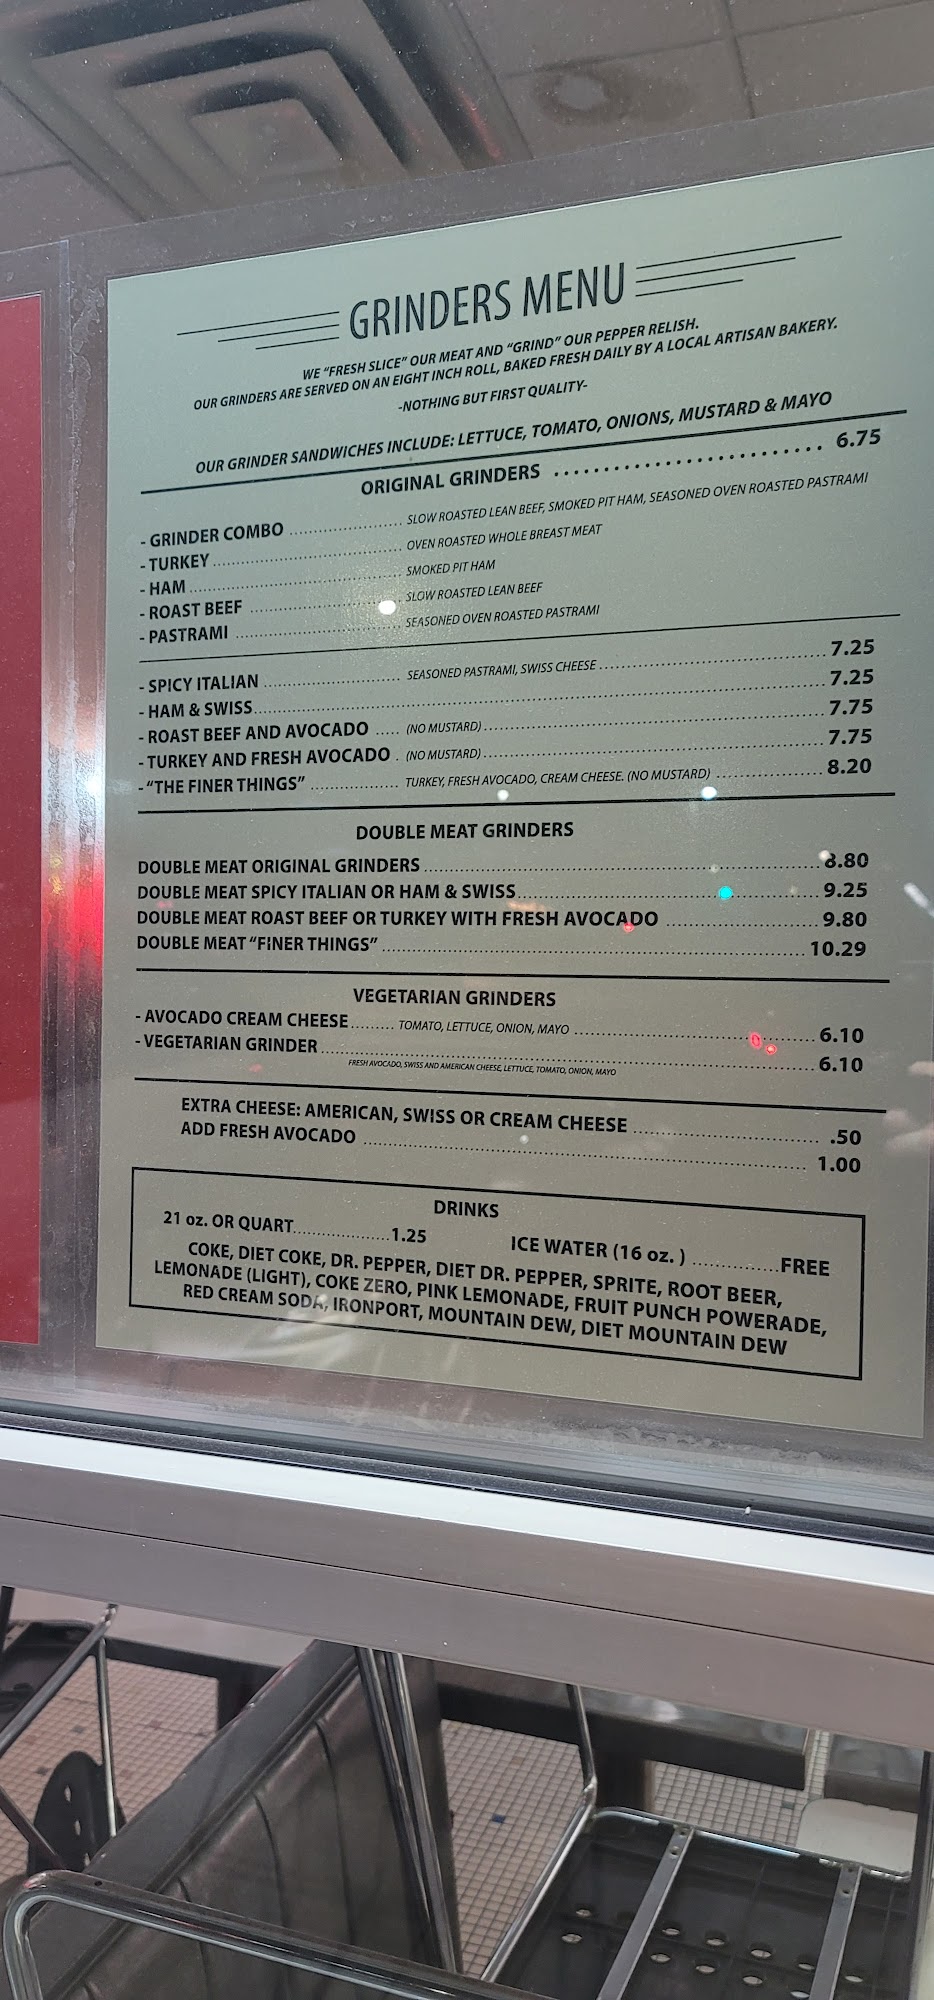 GRINDERS MENU
WE "FRESH SLICE" OUR MEAT AND "GRIND" OUR PEPPER RELISH.
OUR GRINDERS ARE SERVED ON AN EIGHT INCH ROLL, BAKED FRESH DAILY BY A LOCAL ARTISAN BAKERY.
-NOTHING BUT FIRST QUALITY-
OUR GRINDER SANDWICHES INCLUDE: LETTUCE, TOMATO, ONIONS, MUSTARD & MAYO
ORIGINAL GRINDERS ........................... 6.75
- GRINDER COMBO ........................ SLOW ROASTED LEAN BEEF, SMOKED PIT HAM, SEASONED OVEN ROASTED PASTRAMI
- TURKEY ........................ OVEN ROASTED WHOLE BREAST MEAT
- HAM ........................ SMOKED PIT HAM
- ROAST BEEF ........................ SLOW ROASTED LEAN BEEF
- PASTRAMI ........................ SEASONED OVEN ROASTED PASTRAMI
- SPICY ITALIAN ........................ SEASONED PASTRAMI, SWISS CHEESE ........................ 7.25
- HAM & SWISS ........................ 7.25
- ROAST BEEF AND AVOCADO ..... (NO MUSTARD) ........................ 7.75
- TURKEY AND FRESH AVOCADO . (NO MUSTARD) ........................ 7.75
- "THE FINER THINGS" ................. TURKEY, FRESH AVOCADO, CREAM CHEESE. (NO MUSTARD) ................. 8.20
DOUBLE MEAT GRINDERS
DOUBLE MEAT ORIGINAL GRINDERS ........................ 8.80
DOUBLE MEAT SPICY ITALIAN OR HAM & SWISS ........................ 9.25
DOUBLE MEAT ROAST BEEF OR TURKEY WITH FRESH AVOCADO ........................ 9.80
DOUBLE MEAT "FINER THINGS" ........................ 10.29
VEGETARIAN GRINDERS
- AVOCADO CREAM CHEESE ......... TOMATO, LETTUCE, ONION, MAYO ........................ 6.10
- VEGETARIAN GRINDER ........................ 6.10
FRESH AVOCADO, SWISS AND AMERICAN CHEESE, LETTUCE, TOMATO, ONION, MAYO
EXTRA CHEESE: AMERICAN, SWISS OR CREAM CHEESE ........................ .50
ADD FRESH AVOCADO ........................ 1.00
DRINKS
21 oz. OR QUART ..................... 1.25 ICE WATER (16 oz. ) .............. FREE
COKE, DIET COKE, DR. PEPPER, DIET DR. PEPPER, SPRITE, ROOT BEER,
LEMONADE (LIGHT), COKE ZERO, PINK LEMONADE, FRUIT PUNCH POWERADE,
RED CREAM SODA, IRONPORT, MOUNTAIN DEW, DIET MOUNTAIN DEW